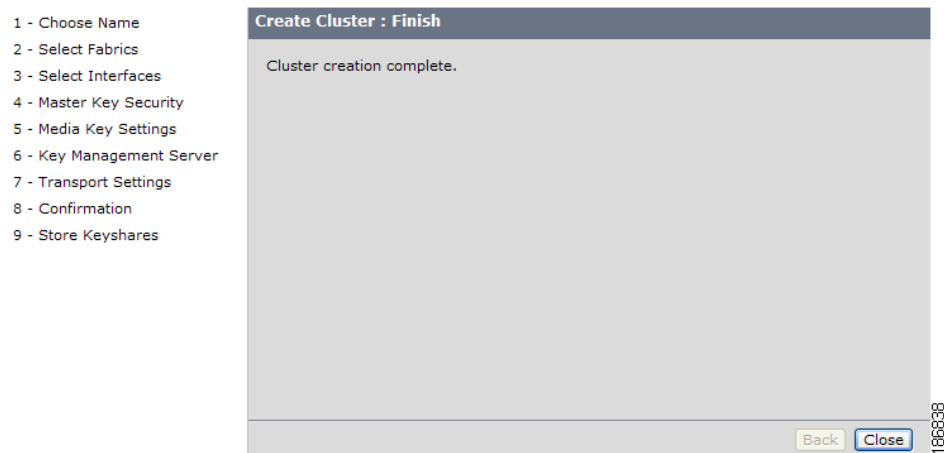 1 - Choose Name
2 - Select Fabrics
3 - Select Interfaces
4 - Master Key Security
5 - Media Key Settings
6 - Key Management Server
7 - Transport Settings
8 - Confirmation
9 - Store Keyshares
Create Cluster : Finish
Cluster creation complete.
Back
Close
186838